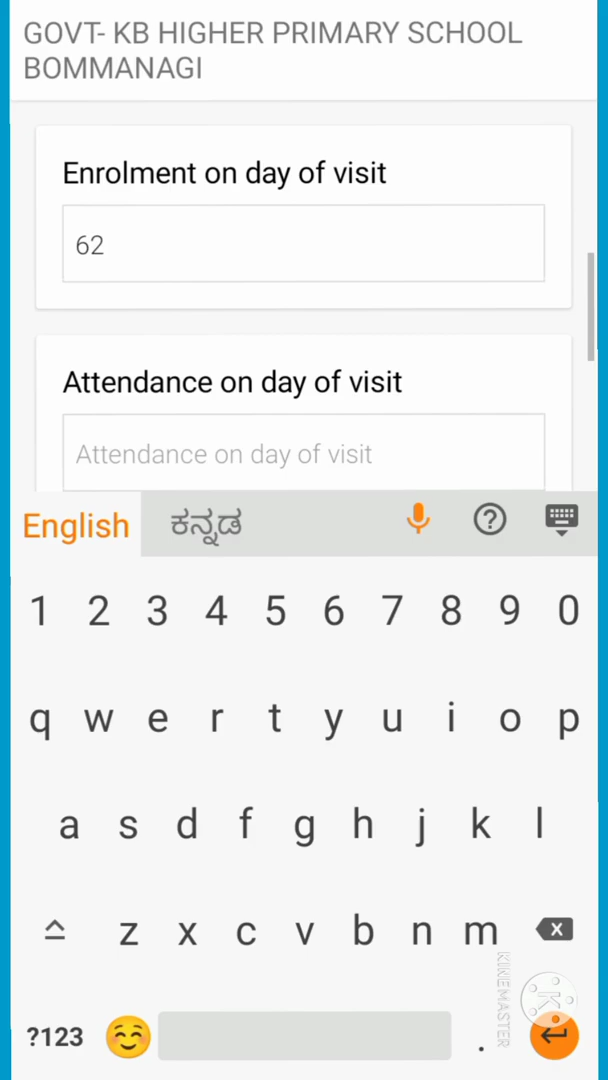 GOVT- KB HIGHER PRIMARY SCHOOL
BOMMANAGI
Enrolment on day of visit
62
Attendance on day of visit
Attendance on day of visit
English ಕನ್ನಡ
1 2 3 4 5 6 7 8 9 0
q w e r t y u i o p
a s d f g h j k l
z x c v b n m
?123 .
KINEMASTER